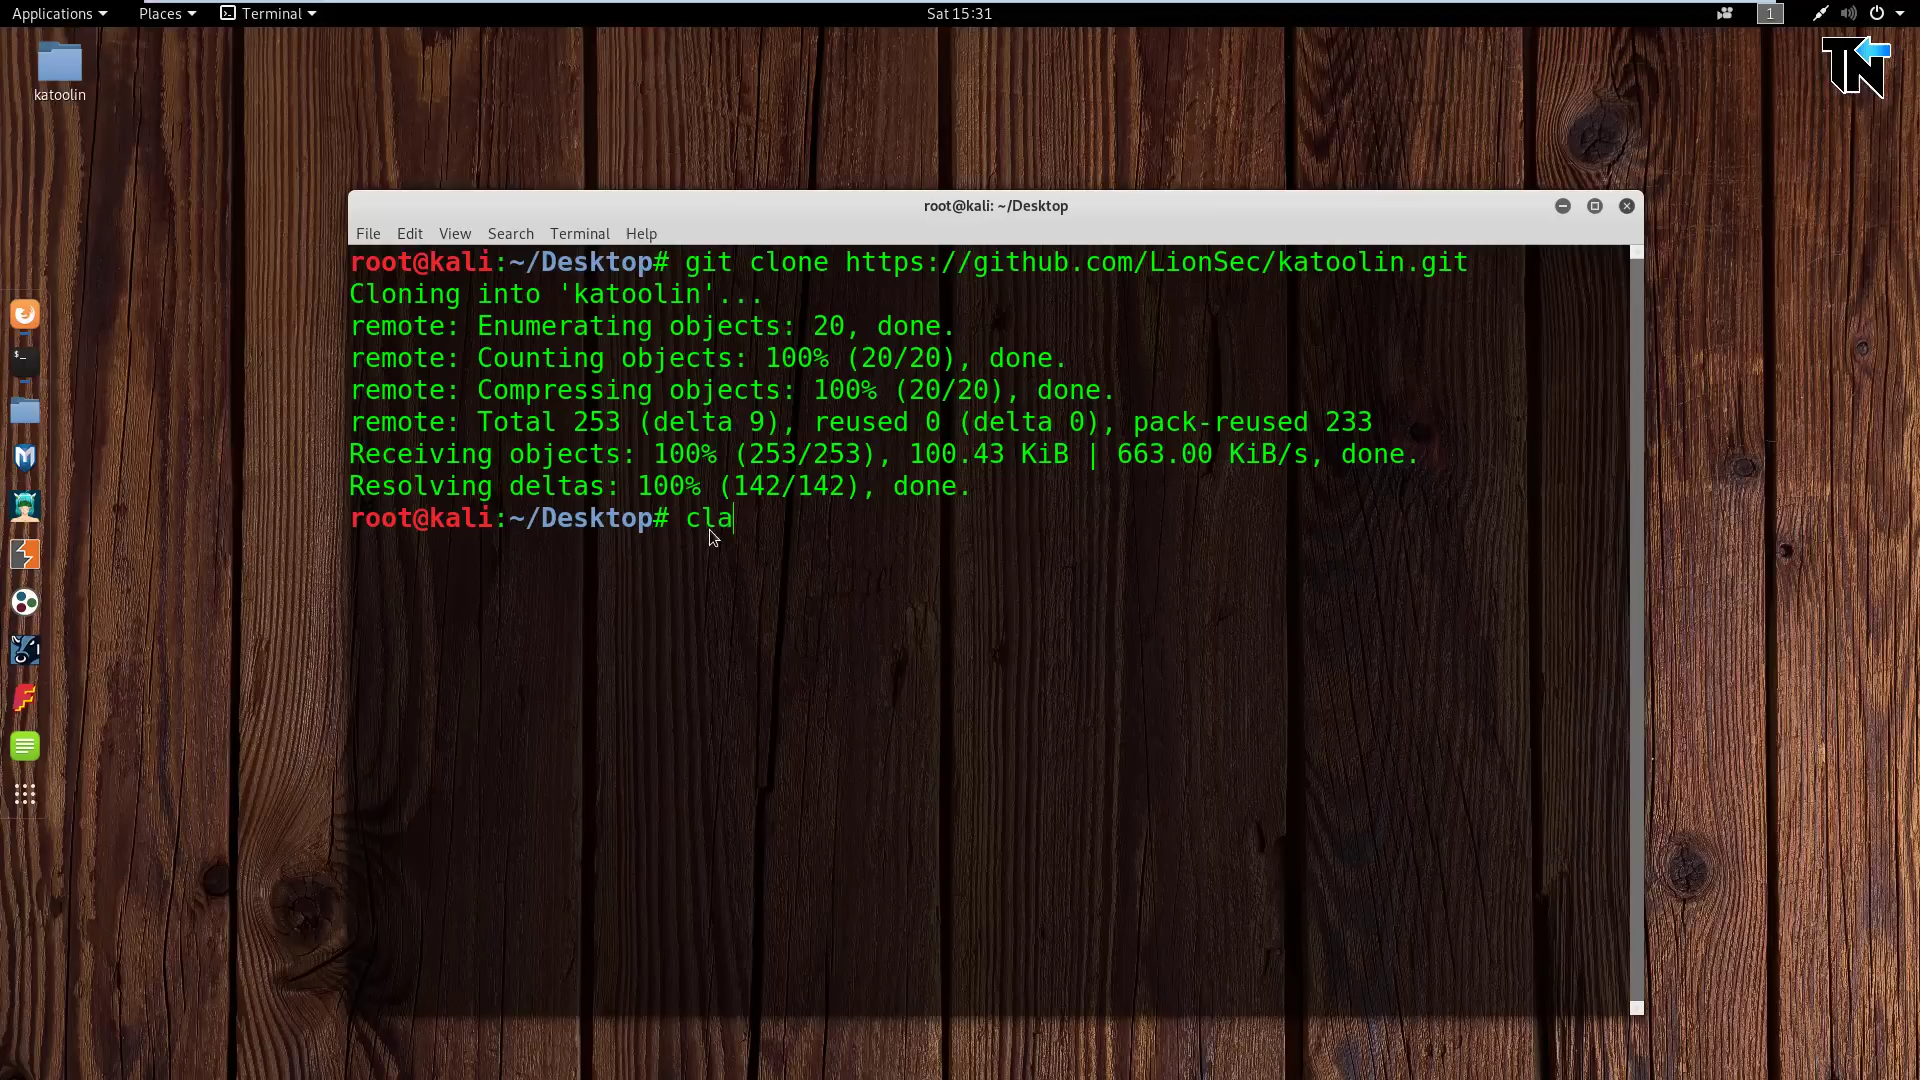 Applications Places Terminal Sat 15:31 1
katoolin
TN
root@kali: ~/Desktop
File Edit View Search Terminal Help
root@kali:~/Desktop# git clone https://github.com/LionSec/katoolin.git
Cloning into 'katoolin'...
remote: Enumerating objects: 20, done.
remote: Counting objects: 100% (20/20), done.
remote: Compressing objects: 100% (20/20), done.
remote: Total 253 (delta 9), reused 0 (delta 0), pack-reused 233
Receiving objects: 100% (253/253), 100.43 KiB | 663.00 KiB/s, done.
Resolving deltas: 100% (142/142), done.
root@kali:~/Desktop# cla